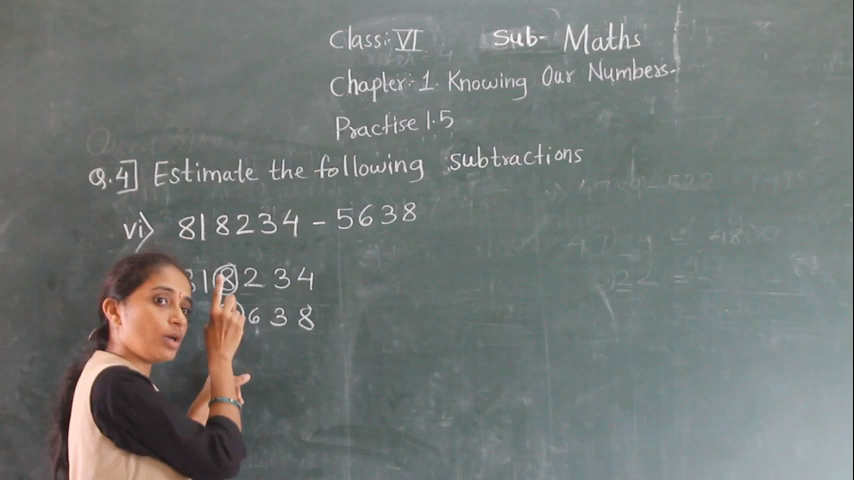 Class:- VI Sub- Maths
Chapter:- 1. Knowing Our Numbers.
Practise 1.5
Q.4] Estimate the following subtractions
vi) 818234 - 5638
818234
638